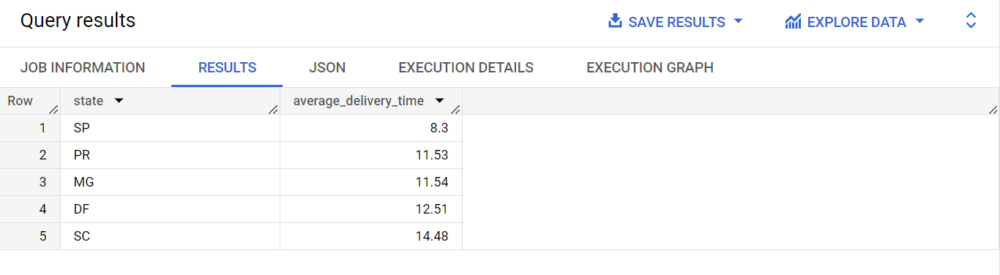 Query results SAVE RESULTS EXPLORE DATA
JOB INFORMATION RESULTS JSON EXECUTION DETAILS EXECUTION GRAPH
Row state average_delivery_time
1 SP 8.3
2 PR 11.53
3 MG 11.54
4 DF 12.51
5 SC 14.48